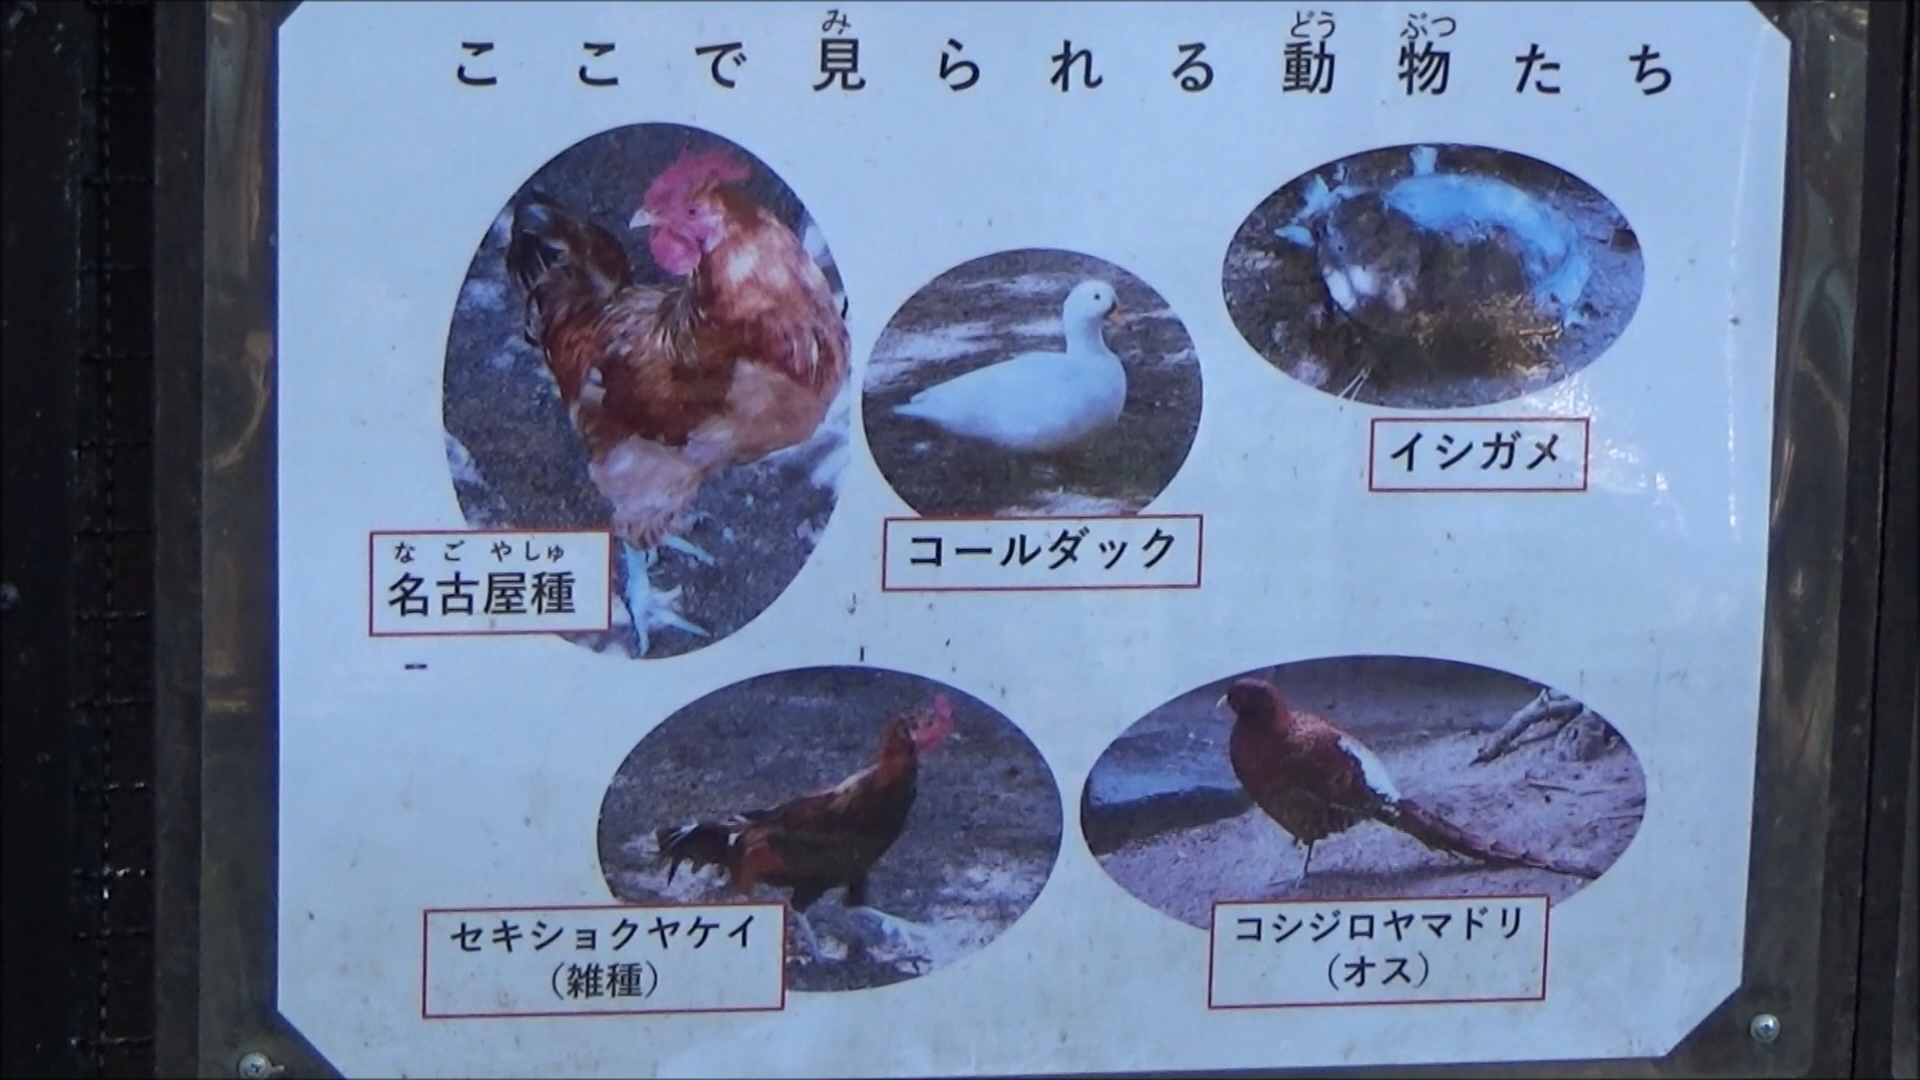 み どう ぶつ
ここで見られる動物たち
イシガメ
コールダック
な ご や しゅ
名古屋種
セキショクヤケイ
（雑種）
コシジロヤマドリ
（オス）